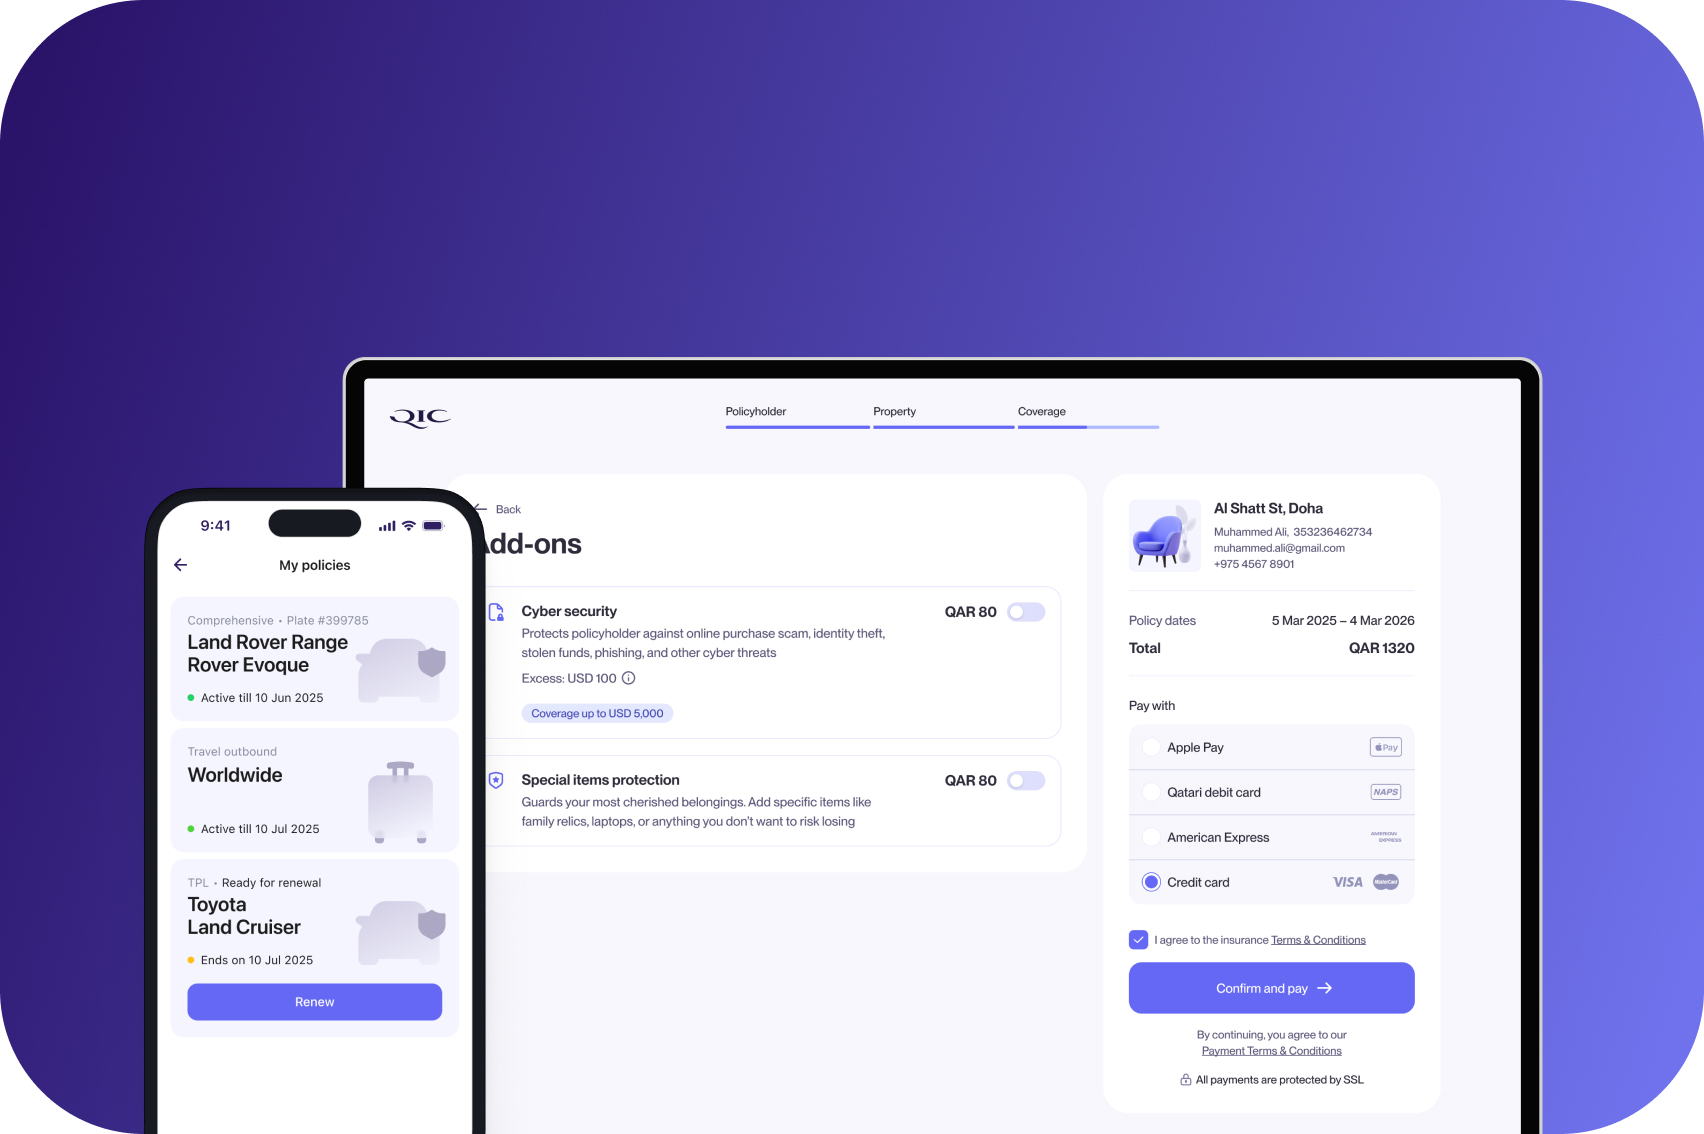 QIC
Policyholder
Property
Coverage
Back
Add-ons
Cyber security
QAR 80
Protects policyholder against online purchase scam, identity theft,
stolen funds, phishing, and other cyber threats
Excess: USD 100
Coverage up to USD 5,000
Special items protection
QAR 80
Guards your most cherished belongings. Add specific items like
family relics, laptops, or anything you don't want to risk losing
Al Shatt St, Doha
Muhammed Ali, 353236462734
muhammed.ali@gmail.com
+975 4567 8901
Policy dates
5 Mar 2025 – 4 Mar 2026
Total
QAR 1320
Pay with
Apple Pay
Pay
Qatari debit card
NAPS
American Express
AMERICAN
EXPRESS
Credit card
VISA
MasterCard
I agree to the insurance Terms & Conditions
Confirm and pay
By continuing, you agree to our
Payment Terms & Conditions
All payments are protected by SSL
9:41
My policies
Comprehensive • Plate #399785
Land Rover Range
Rover Evoque
Active till 10 Jun 2025
Travel outbound
Worldwide
Active till 10 Jul 2025
TPL • Ready for renewal
Toyota
Land Cruiser
Ends on 10 Jul 2025
Renew